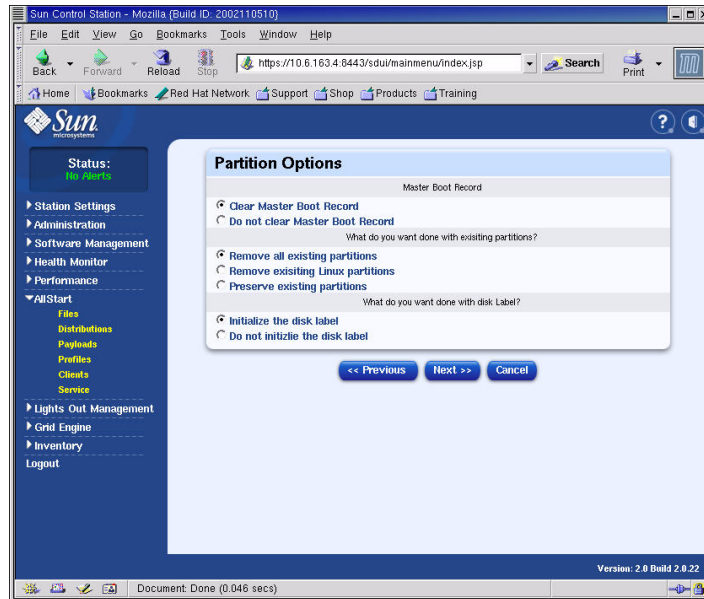 Sun Control Station - Mozilla {Build ID: 2002110510}
File Edit View Go Bookmarks Tools Window Help
Back Forward Reload Stop https://10.6.163.4:8443/sdui/mainmenu/index.jsp Search Print
Home Bookmarks Red Hat Network Support Shop Products Training
Sun
microsystems
Status:
No Alerts
Station Settings
Administration
Software Management
Health Monitor
Performance
AllStart
Files
Distributions
Payloads
Profiles
Clients
Service
Lights Out Management
Grid Engine
Inventory
Logout
Partition Options
Master Boot Record
Clear Master Boot Record
Do not clear Master Boot Record
What do you want done with exisiting partitions?
Remove all existing partitions
Remove exisiting Linux partitions
Preserve existing partitions
What do you want done with disk Label?
Initialize the disk label
Do not initizlie the disk label
<< Previous Next >> Cancel
Version: 2.0 Build 2.0.22
Document: Done (0.046 secs)